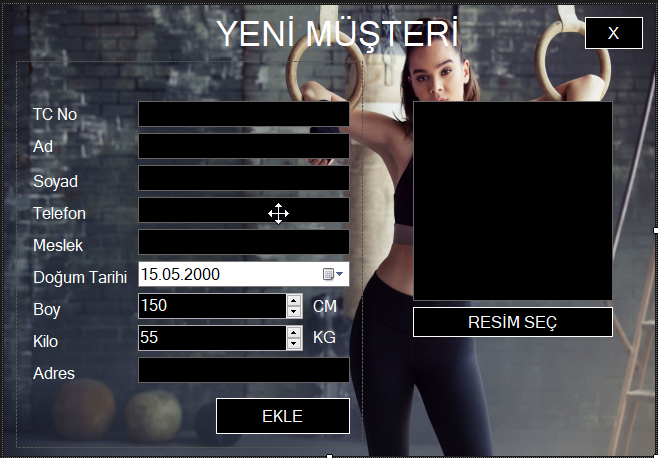 YENİ MÜŞTERİ
X
TC No
Ad
Soyad
Telefon
Meslek
Doğum Tarihi 15.05.2000
Boy 150 CM
Kilo 55 KG
Adres
RESİM SEÇ
EKLE